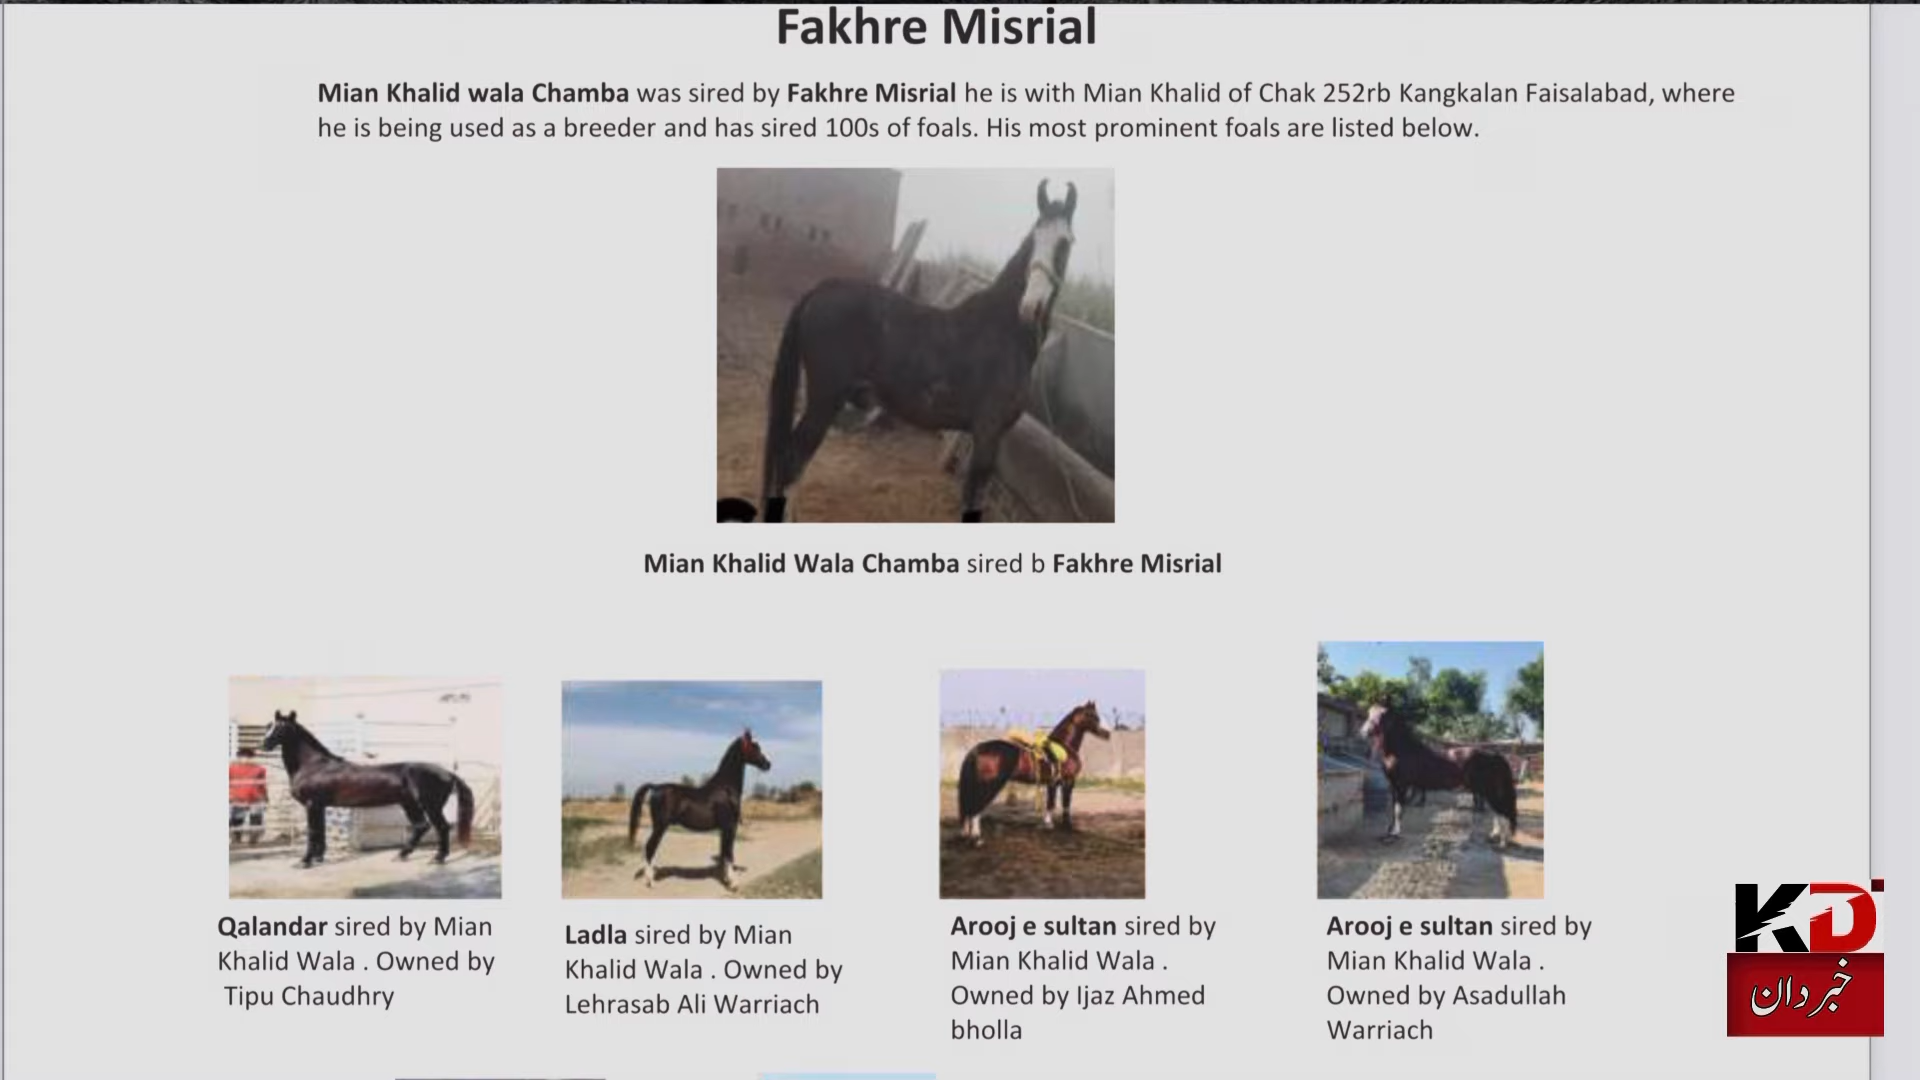 Fakhre Misrial
Mian Khalid wala Chamba was sired by Fakhre Misrial he is with Mian Khalid of Chak 252rb Kangkalan Faisalabad, where
he is being used as a breeder and has sired 100s of foals. His most prominent foals are listed below.
Mian Khalid Wala Chamba sired b Fakhre Misrial
Qalandar sired by Mian
Khalid Wala . Owned by
Tipu Chaudhry
Ladla sired by Mian
Khalid Wala . Owned by
Lehrasab Ali Warriach
Arooj e sultan sired by
Mian Khalid Wala .
Owned by Ijaz Ahmed
bholla
Arooj e sultan sired by
Mian Khalid Wala .
Owned by Asadullah
Warriach
KD
خبردان